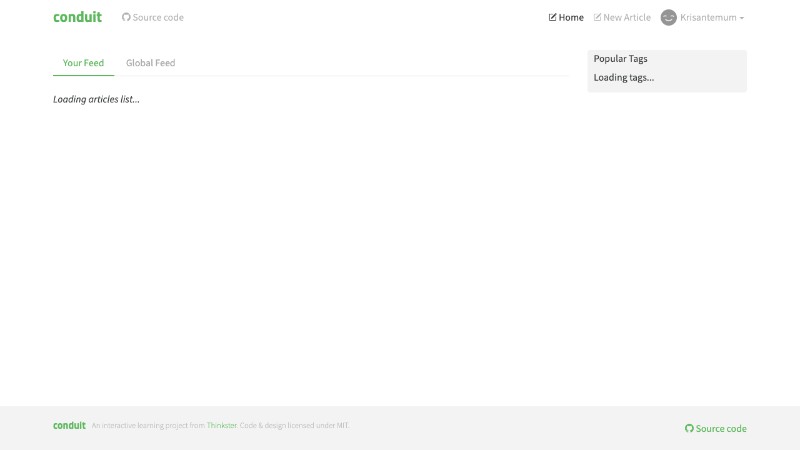 conduit Source code Home New Article Krisantemum
Your Feed Global Feed
Popular Tags
Loading tags...
Loading articles list...
conduit An interactive learning project from Thinkster. Code & design licensed under MIT.
Source code